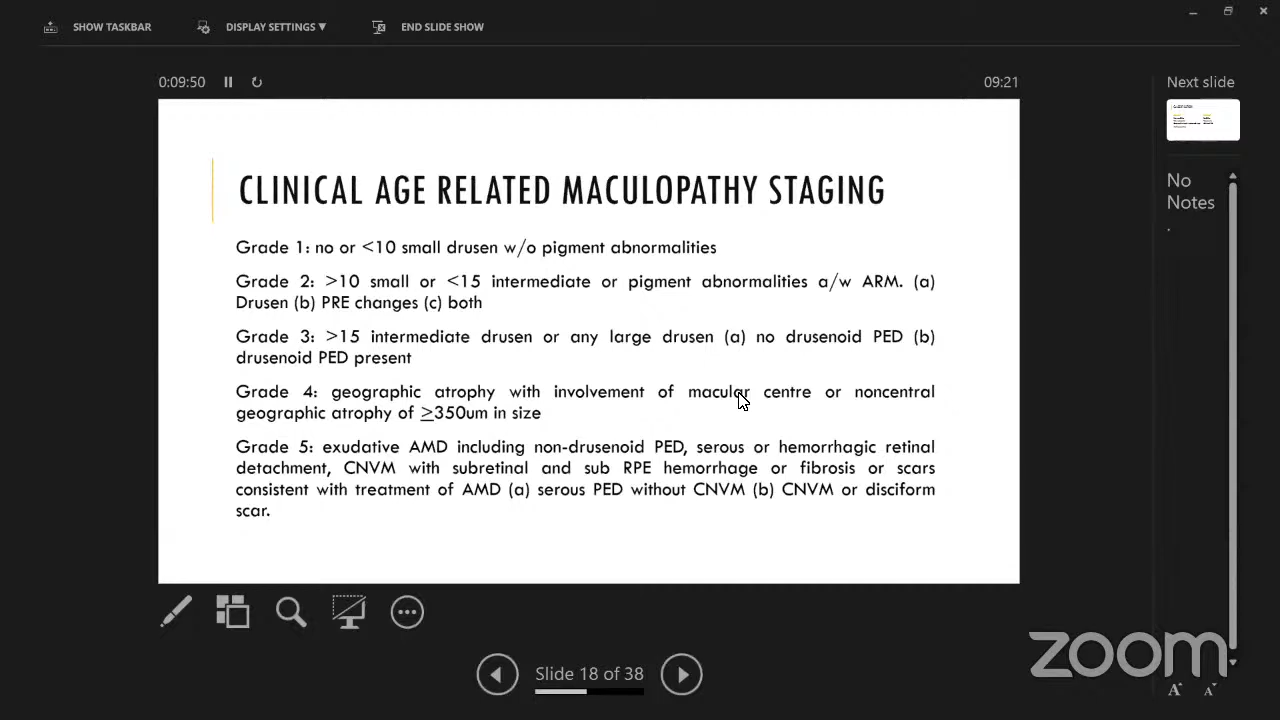 SHOW TASKBAR
DISPLAY SETTINGS ▼
END SLIDE SHOW
0:09:50
09:21
Next slide
CLINICAL AGE RELATED MACULOPATHY STAGING
Grade 1: no or <10 small drusen w/o pigment abnormalities
Grade 2: >10 small or <15 intermediate or pigment abnormalities a/w ARM. (a)
Drusen (b) PRE changes (c) both
Grade 3: >15 intermediate drusen or any large drusen (a) no drusenoid PED (b)
drusenoid PED present
Grade 4: geographic atrophy with involvement of macular centre or noncentral
geographic atrophy of ≥350um in size
Grade 5: exudative AMD including non-drusenoid PED, serous or hemorrhagic retinal
detachment, CNVM with subretinal and sub RPE hemorrhage or fibrosis or scars
consistent with treatment of AMD (a) serous PED without CNVM (b) CNVM or disciform
scar.
No
Notes
.
Slide 18 of 38
zoom
A A